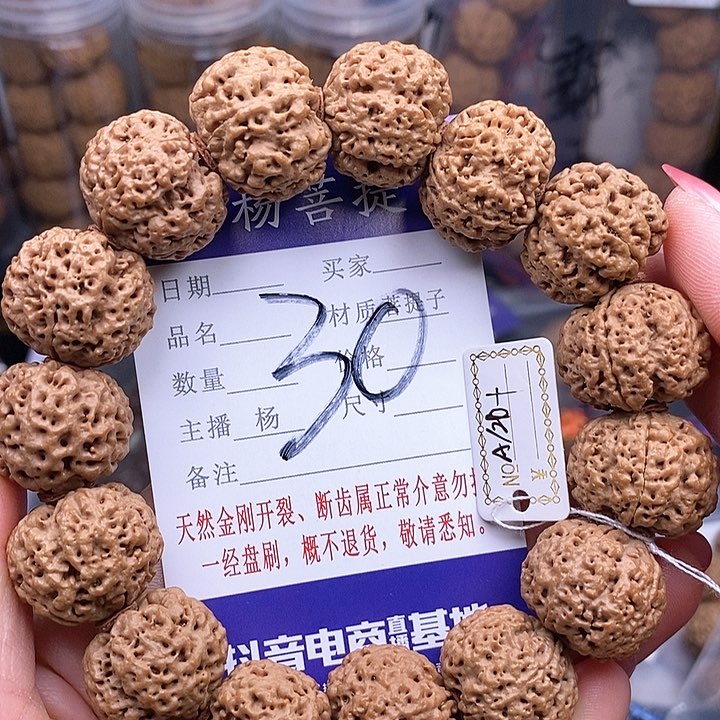 杨菩提
日期 买家
品名 材质 菩提子
30
数量 价格
主播 杨 尺寸
备注
天然金刚开裂、断齿属正常介意勿
一经盘刷，概不退货，敬请悉知。
抖音电商直播基地
NO A/2D+
¥